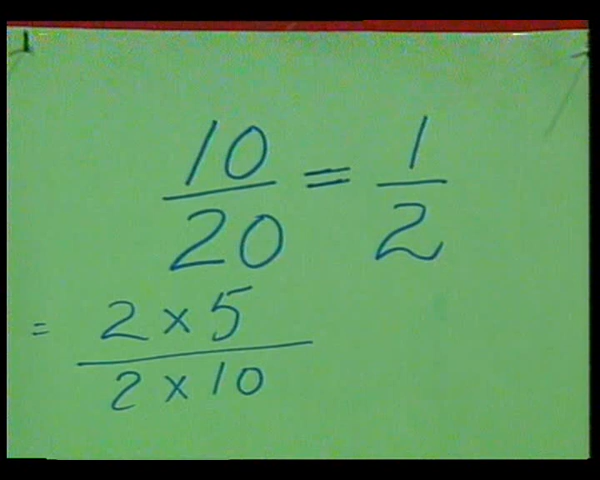 10/20 = 1/2
= 2 x 5 / 2 x 10